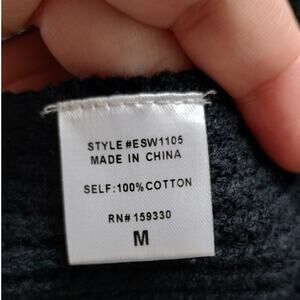 STYLE#ESW1105
MADE IN CHINA
SELF:100%COTTON
RN#159330
M